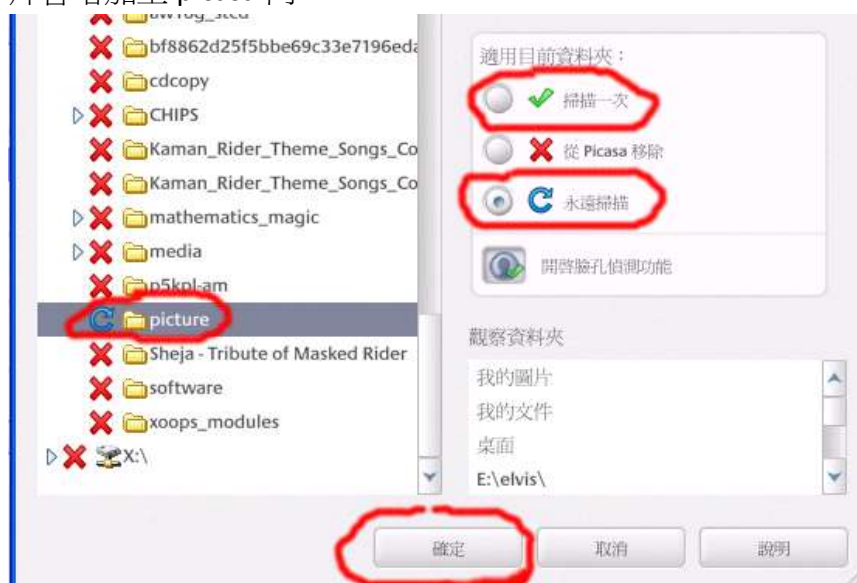 aw16g_stcd
bf8862d25f5bbe69c33e7196eda
cdcopy
CHIPS
Kaman_Rider_Theme_Songs_Co
Kaman_Rider_Theme_Songs_Co
mathematics_magic
media
p5kpl-am
picture
Sheja - Tribute of Masked Rider
software
xoops_modules
X:\
適用目前資料夾：
掃描一次
從 Picasa 移除
永遠掃描
開啓臉孔偵測功能
觀察資料夾
我的圖片
我的文件
桌面
E:\elvis\
確定
取消
說明